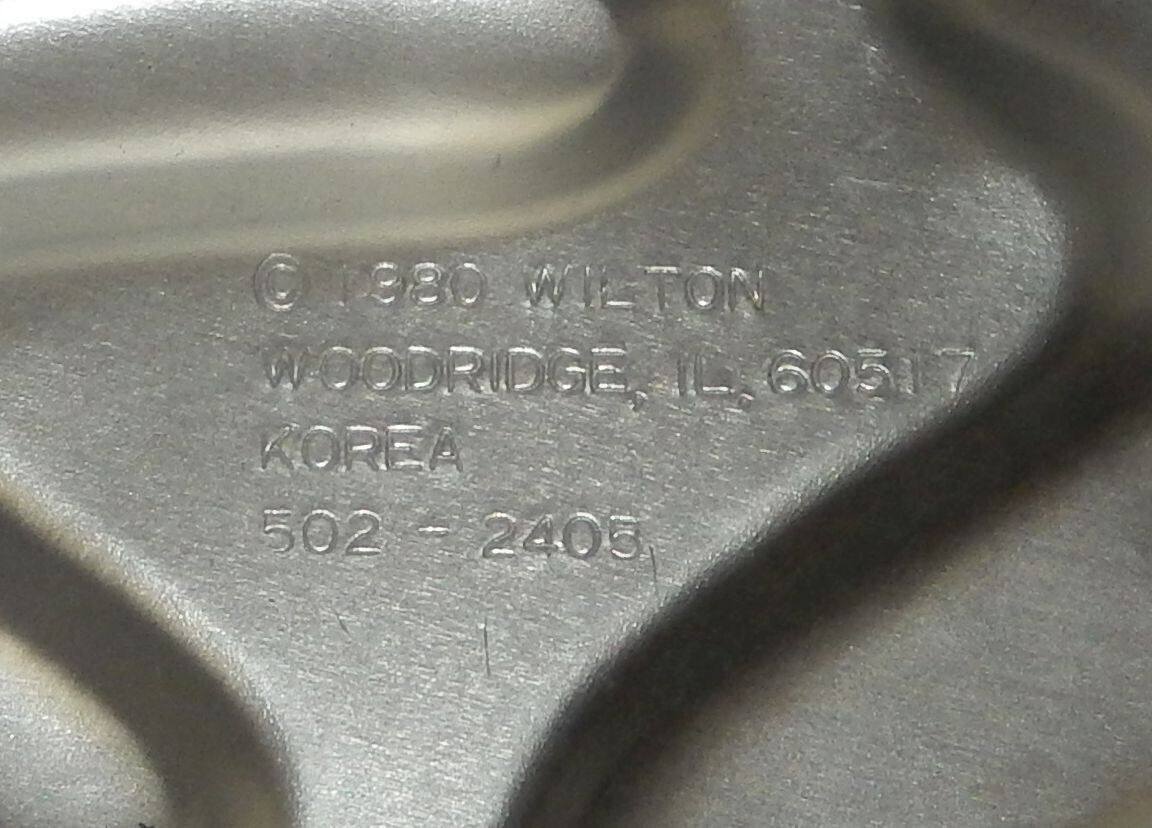 © 1980 WILTON
WOODRIDGE, IL, 60517
KOREA
502 - 2405